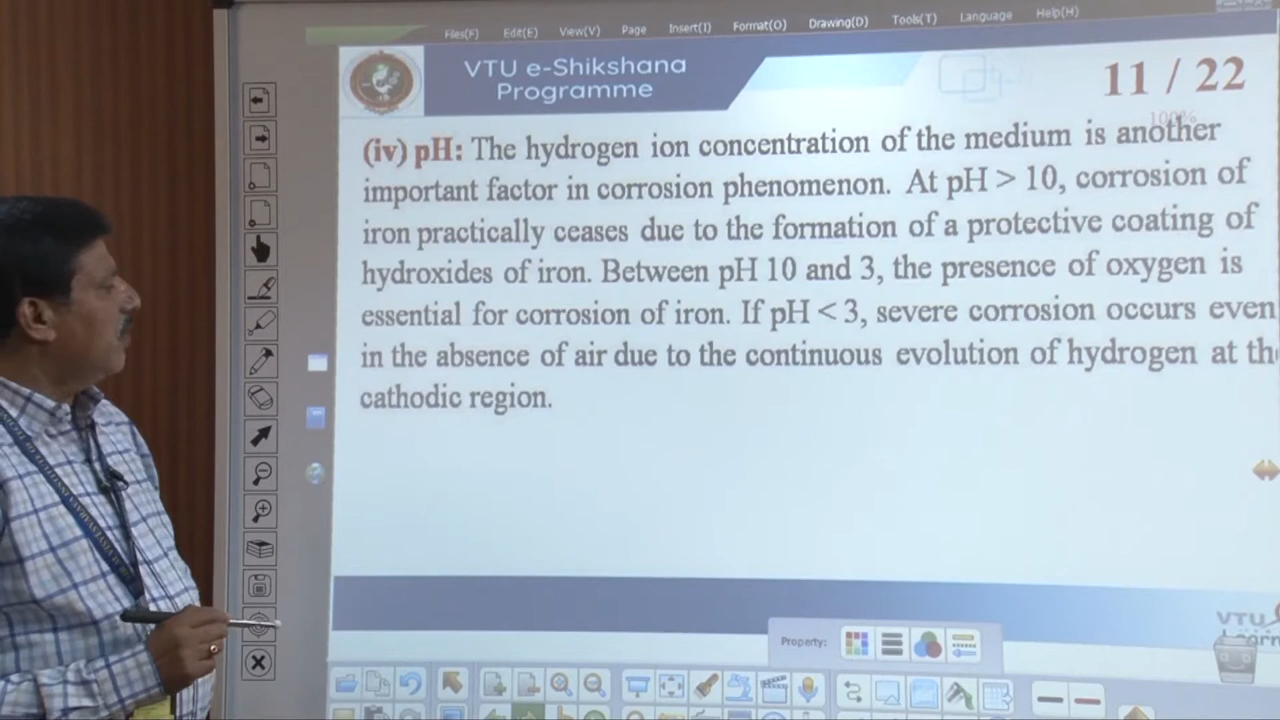 Files(F) Edit(E) View(V) Page Insert(I) Format(O) Drawing(D) Tools(T) Language Help(H)
VTU e-Shikshana
Programme
11 / 22
100%
(iv) pH: The hydrogen ion concentration of the medium is another
important factor in corrosion phenomenon. At pH > 10, corrosion of
iron practically ceases due to the formation of a protective coating of
hydroxides of iron. Between pH 10 and 3, the presence of oxygen is
essential for corrosion of iron. If pH < 3, severe corrosion occurs even
in the absence of air due to the continuous evolution of hydrogen at th
cathodic region.
VTU
Property: